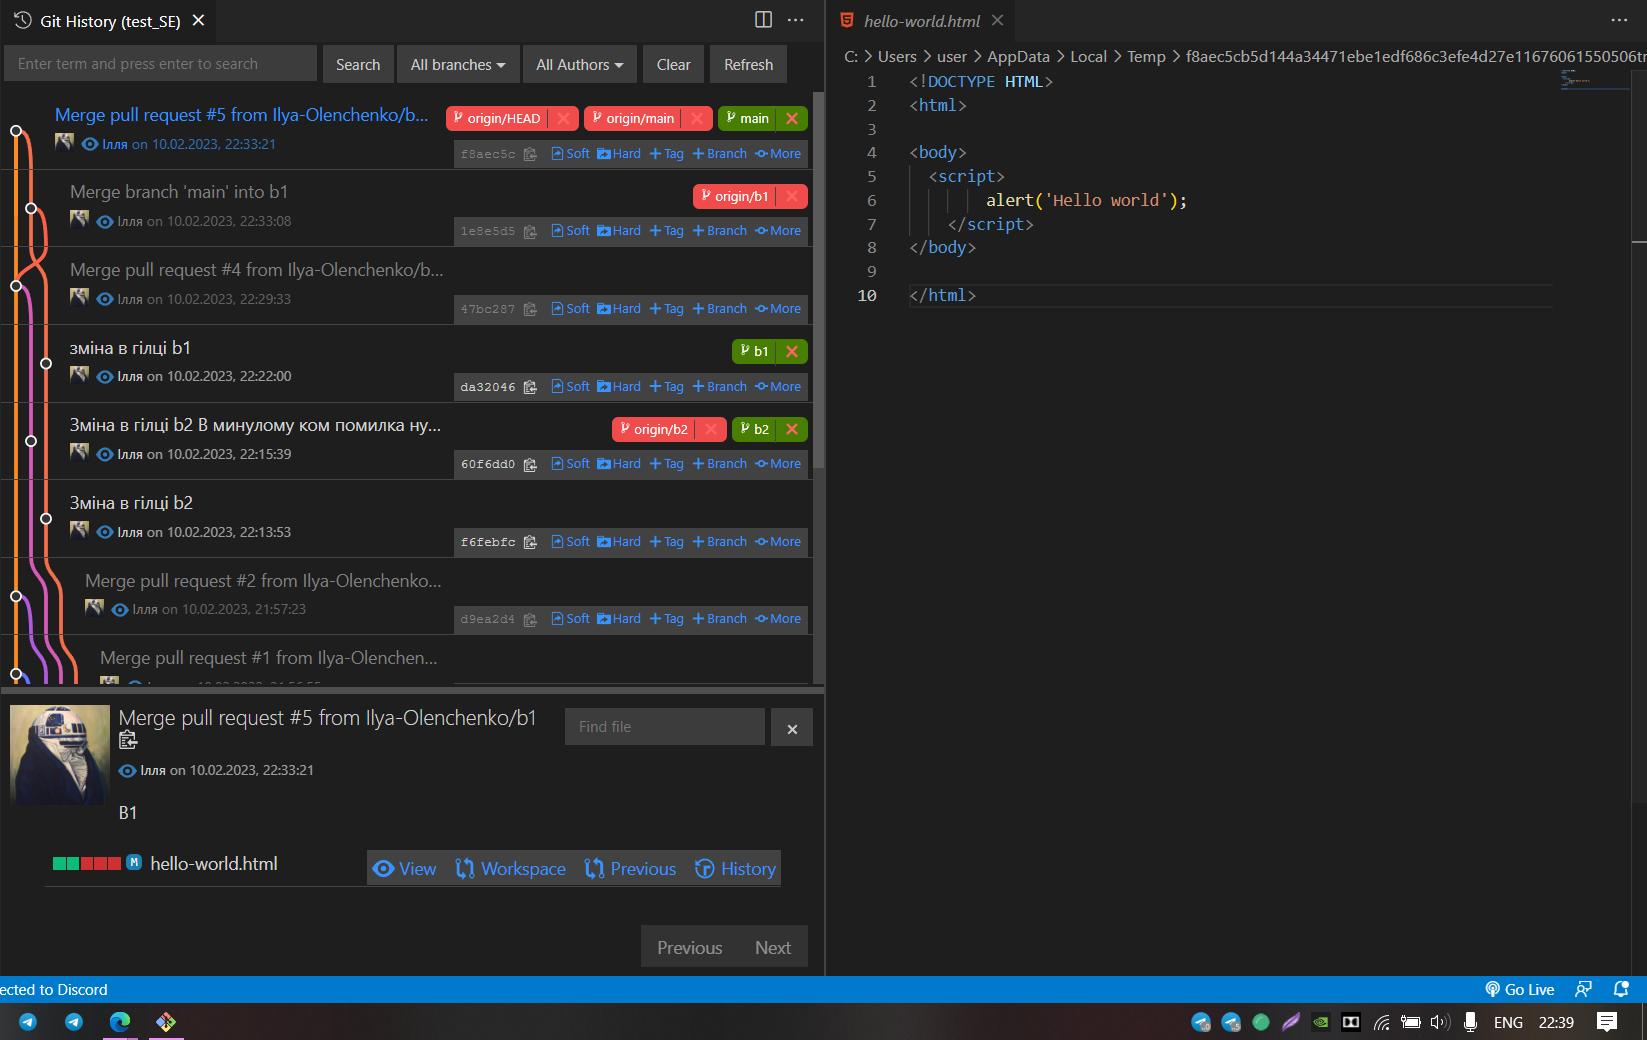 Git History (test_SE)
Enter term and press enter to search
Search
All branches
All Authors
Clear
Refresh
Merge pull request #5 from Ilya-Olenchenko/b...
origin/HEAD
origin/main
main
Ілля on 10.02.2023, 22:33:21
f8aec5c Soft Hard +Tag +Branch More
Merge branch 'main' into b1
origin/b1
Ілля on 10.02.2023, 22:33:08
1e8e5d5 Soft Hard +Tag +Branch More
Merge pull request #4 from Ilya-Olenchenko/b...
Ілля on 10.02.2023, 22:29:33
47bc287 Soft Hard +Tag +Branch More
зміна в гілці b1
b1
Ілля on 10.02.2023, 22:22:00
da32046 Soft Hard +Tag +Branch More
Зміна в гілці b2 В минулому ком помилка ну...
origin/b2
b2
Ілля on 10.02.2023, 22:15:39
60f6dd0 Soft Hard +Tag +Branch More
Зміна в гілці b2
Ілля on 10.02.2023, 22:13:53
f6febfc Soft Hard +Tag +Branch More
Merge pull request #2 from Ilya-Olenchenko...
Ілля on 10.02.2023, 21:57:23
d9ea2d4 Soft Hard +Tag +Branch More
Merge pull request #1 from Ilya-Olenchen...
Merge pull request #5 from Ilya-Olenchenko/b1
Find file
Ілля on 10.02.2023, 22:33:21
B1
M hello-world.html
View Workspace Previous History
Previous Next
hello-world.html
C: > Users > user > AppData > Local > Temp > f8aec5cb5d144a34471ebe1edf686c3efe4d27e11676061550506tr
1 <!DOCTYPE HTML>
2 <html>
3
4 <body>
5 <script>
6 alert('Hello world');
7 </script>
8 </body>
9
10 </html>
ected to Discord
Go Live
ENG 22:39